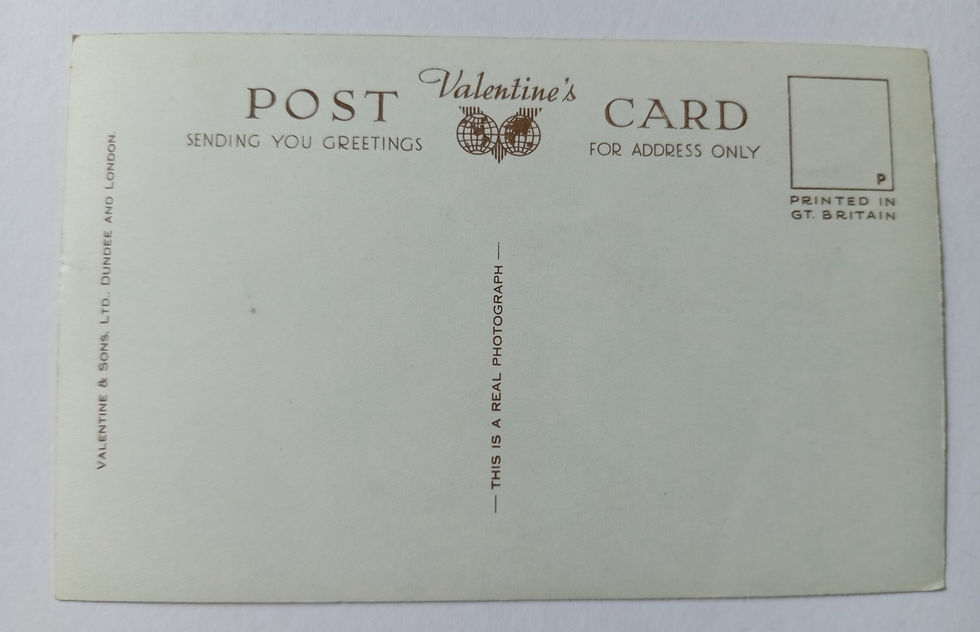 POST Valentine's CARD
SENDING YOU GREETINGS
FOR ADDRESS ONLY
P
PRINTED IN
GT. BRITAIN
VALENTINE & SONS, LTD., DUNDEE AND LONDON.
— THIS IS A REAL PHOTOGRAPH —